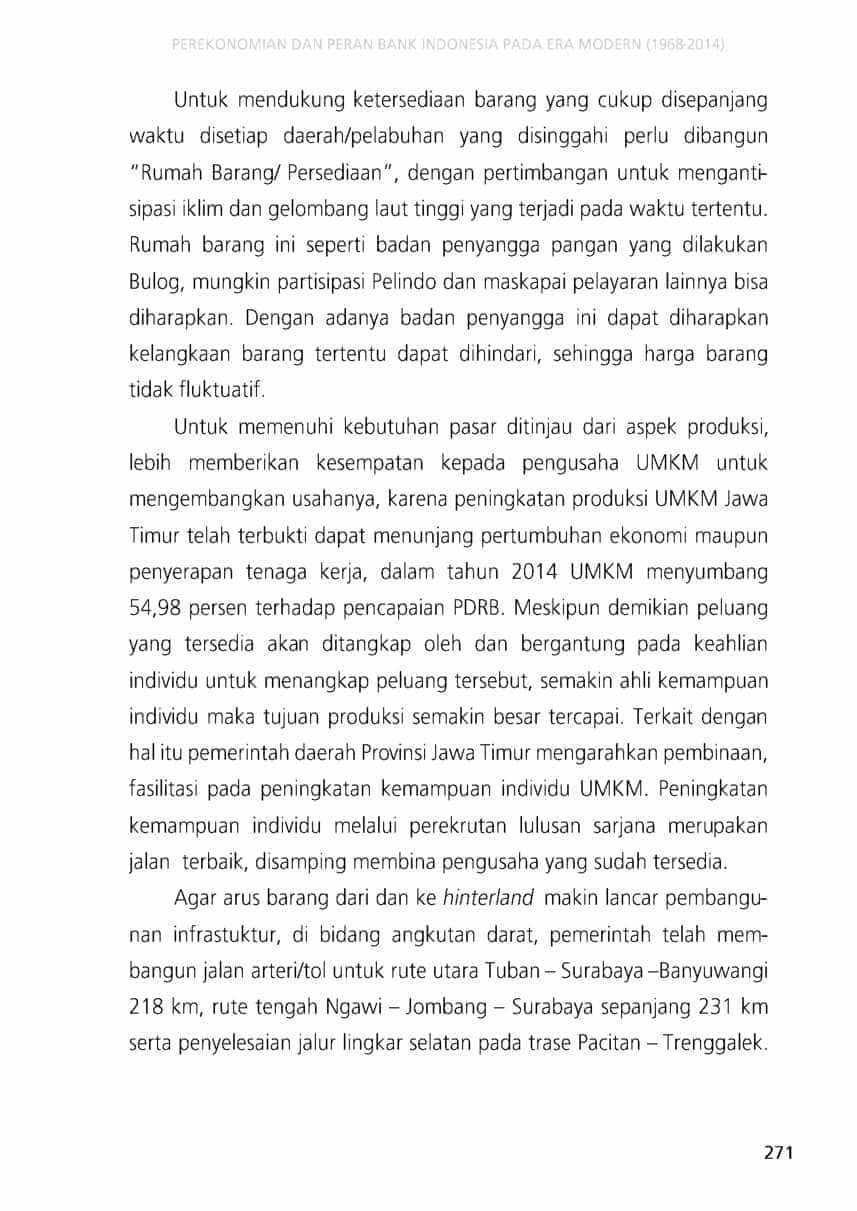 PEREKONOMIAN DAN PERAN BANK INDONESIA PADA ERA MODERN (1968-2014)
Untuk mendukung ketersediaan barang yang cukup disepanjang
waktu disetiap daerah/pelabuhan yang disinggahi perlu dibangun
“Rumah Barang/ Persediaan”, dengan pertimbangan untuk menganti-
sipasi iklim dan gelombang laut tinggi yang terjadi pada waktu tertentu.
Rumah barang ini seperti badan penyangga pangan yang dilakukan
Bulog, mungkin partisipasi Pelindo dan maskapai pelayaran lainnya bisa
diharapkan. Dengan adanya badan penyangga ini dapat diharapkan
kelangkaan barang tertentu dapat dihindari, sehingga harga barang
tidak fluktuatif.
Untuk memenuhi kebutuhan pasar ditinjau dari aspek produksi,
lebih memberikan kesempatan kepada pengusaha UMKM untuk
mengembangkan usahanya, karena peningkatan produksi UMKM Jawa
Timur telah terbukti dapat menunjang pertumbuhan ekonomi maupun
penyerapan tenaga kerja, dalam tahun 2014 UMKM menyumbang
54,98 persen terhadap pencapaian PDRB. Meskipun demikian peluang
yang tersedia akan ditangkap oleh dan bergantung pada keahlian
individu untuk menangkap peluang tersebut, semakin ahli kemampuan
individu maka tujuan produksi semakin besar tercapai. Terkait dengan
hal itu pemerintah daerah Provinsi Jawa Timur mengarahkan pembinaan,
fasilitasi pada peningkatan kemampuan individu UMKM. Peningkatan
kemampuan individu melalui perekrutan lulusan sarjana merupakan
jalan terbaik, disamping membina pengusaha yang sudah tersedia.
Agar arus barang dari dan ke hinterland makin lancar pembangu-
nan infrastuktur, di bidang angkutan darat, pemerintah telah mem-
bangun jalan arteri/tol untuk rute utara Tuban – Surabaya –Banyuwangi
218 km, rute tengah Ngawi – Jombang – Surabaya sepanjang 231 km
serta penyelesaian jalur lingkar selatan pada trase Pacitan – Trenggalek.
271